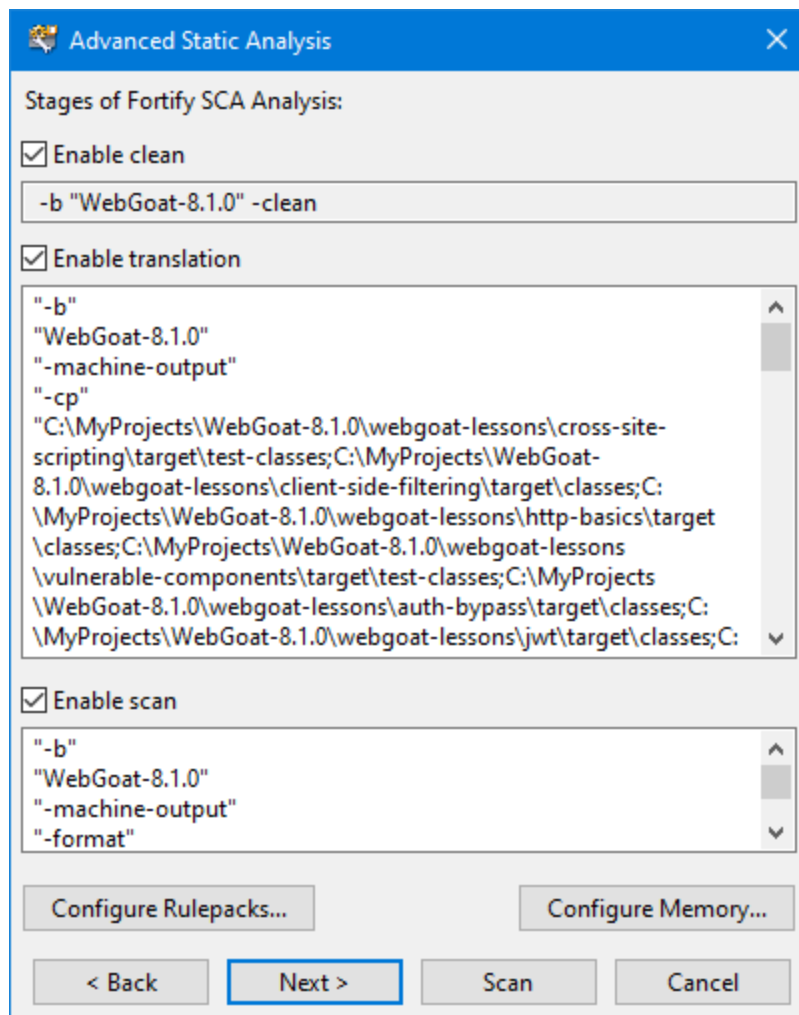 Advanced Static Analysis
Stages of Fortify SCA Analysis:
Enable clean
-b "WebGoat-8.1.0" -clean
Enable translation
"-b"
"WebGoat-8.1.0"
"-machine-output"
"-cp"
"C:\MyProjects\WebGoat-8.1.0\webgoat-lessons\cross-site-
scripting\target\test-classes;C:\MyProjects\WebGoat-
8.1.0\webgoat-lessons\client-side-filtering\target\classes;C:
\MyProjects\WebGoat-8.1.0\webgoat-lessons\http-basics\target
\classes;C:\MyProjects\WebGoat-8.1.0\webgoat-lessons
\vulnerable-components\target\test-classes;C:\MyProjects
\WebGoat-8.1.0\webgoat-lessons\auth-bypass\target\classes;C:
\MyProjects\WebGoat-8.1.0\webgoat-lessons\jwt\target\classes;C:
Enable scan
"-b"
"WebGoat-8.1.0"
"-machine-output"
"-format"
Configure Rulepacks... Configure Memory...
< Back Next > Scan Cancel